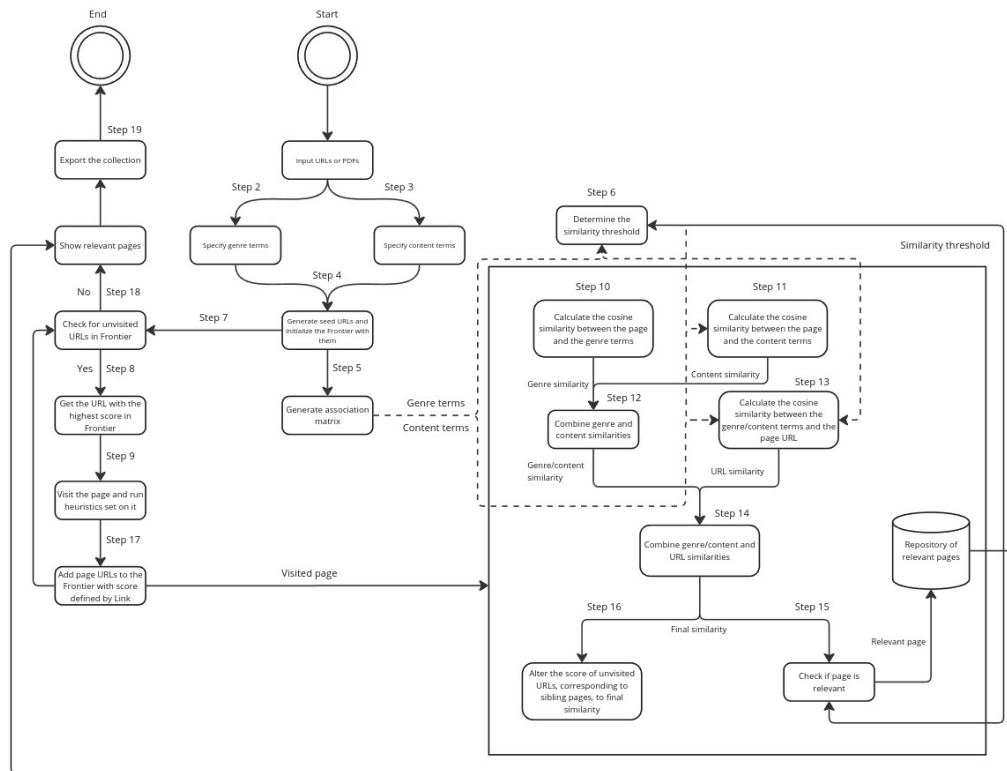 End
Start
Step 19
Export the collection
Input URLs or PDFs
Step 2
Step 3
Step 6
Show relevant pages
Specify genre terms
Specify content terms
Determine the
similarity threshold
Similarity threshold
Step 4
No
Step 18
Step 7
Check for unvisited
URLs in Frontier
Generate seed URLs and
initialize the Frontier with
them
Step 10
Step 11
Calculate the cosine
similarity between the page
and the genre terms
Calculate the cosine
similarity between the page
and the content terms
Yes
Step 8
Step 5
Genre similarity
Content similarity
Step 12
Step 13
Get the URL with the
highest score in
Frontier
Generate association
matrix
Genre terms
Content terms
Combine genre and
content similarities
Calculate the cosine
similarity between the
genre/content terms and the
page URL
Step 9
Genre/content
similarity
URL similarity
Visit the page and run
heuristics set on it
Step 14
Step 17
Combine genre/content and
URL similarities
Repository of
relevant pages
Add page URLs to the
Frontier with score
defined by Link
Visited page
Step 16
Step 15
Final similarity
Relevant page
Alter the score of unvisited
URLs, corresponding to
sibling pages, to final
similarity
Check if page is
relevant